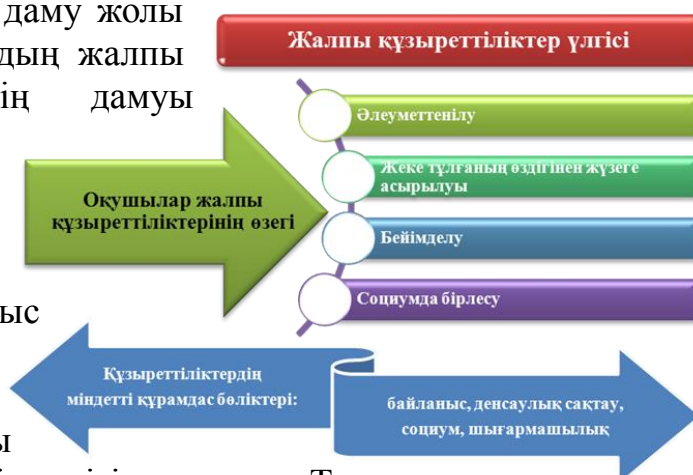 даму жолы
дың жалпы
ің дамуы
Жалпы құзыреттіліктер үлгісі
Әлеуметтенілу
Жеке тұлғаның өздігінен жүзеге
асырылуы
Бейімделу
Социумда бірлесу
Оқушылар жалпы
құзыреттіліктерінің өзегі
ыс
Құзыреттіліктердің
міндетті құрамдас бөліктері:
байланыс, денсаулық сақтау,
социум, шығармашылық
ы